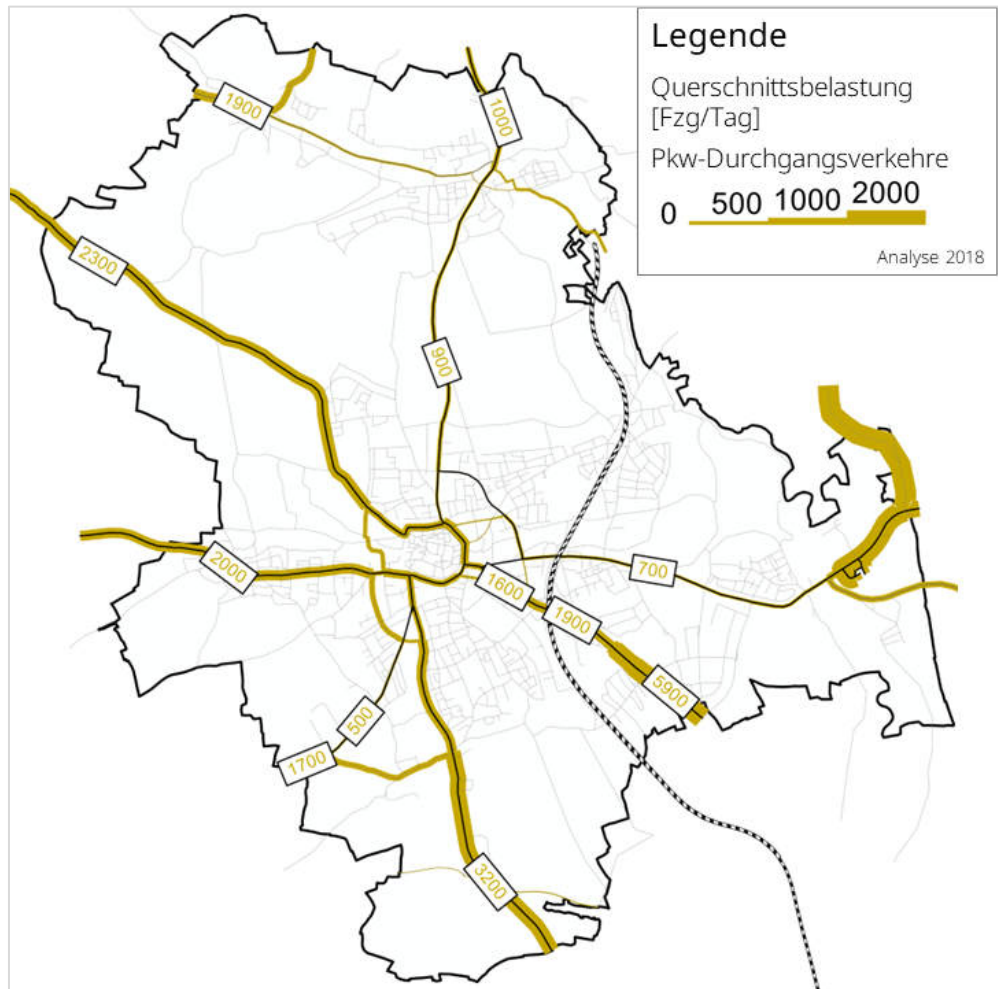 Legende
Querschnittsbelastung
[Fzg/Tag]
Pkw-Durchgangsverkehre
0 500 1000 2000
Analyse 2018
1900
1000
2300
900
2000
1600
700
1900
5900
500
1700
3200